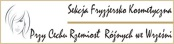 Sekcja Fryzjersko Kosmetyczna
Przy Cechu Rzemiosł Różnych we Wrześni